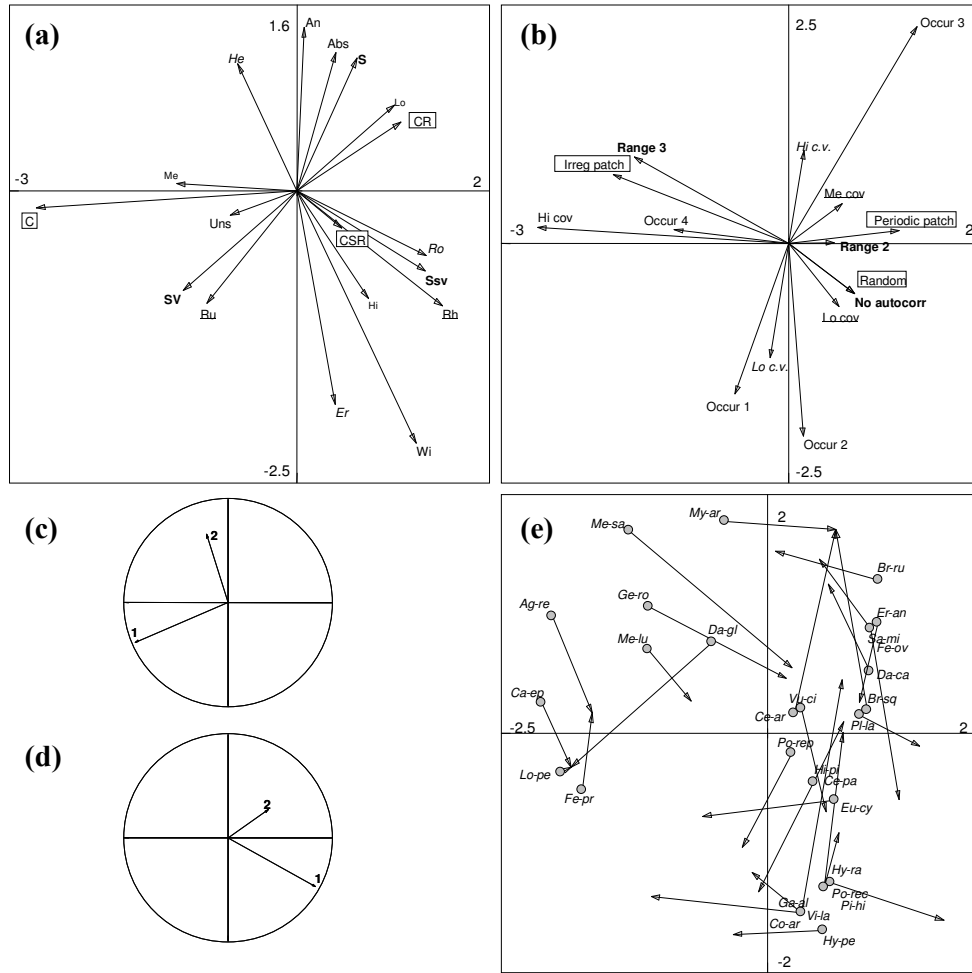 (a)
1.6
An
Abs
S
He
Lo
CR
-3
2
Me
C
Uns
CSR
Ro
Ssv
SV
Ru
Hi
Rh
Er
Wi
-2.5
(b)
2.5
Occur 3
Range 3
Hi c.v.
Irreg patch
Me cov
Hi cov
Occur 4
Periodic patch
-3
2
Range 2
Random
No autocorr
Lo cov
Lo c.v.
Occur 1
Occur 2
-2.5
(c)
2
1
(d)
2
1
(e)
2
My-ar
Me-sa
Br-ru
Ag-re
Ge-ro
Er-an
Da-gl
Sa-mi
Me-lu
Fe-ov
Da-ca
Ca-ep
Vu-ci
Br-sq
Ce-ar
Pl-la
-2.5
2
Po-rep
Lo-pe
Hi-pi
Ce-pa
Fe-pr
Eu-cy
Hy-ra
Po-rec
Ga-al
Pi-hi
Vi-la
Co-ar
Hy-pe
-2